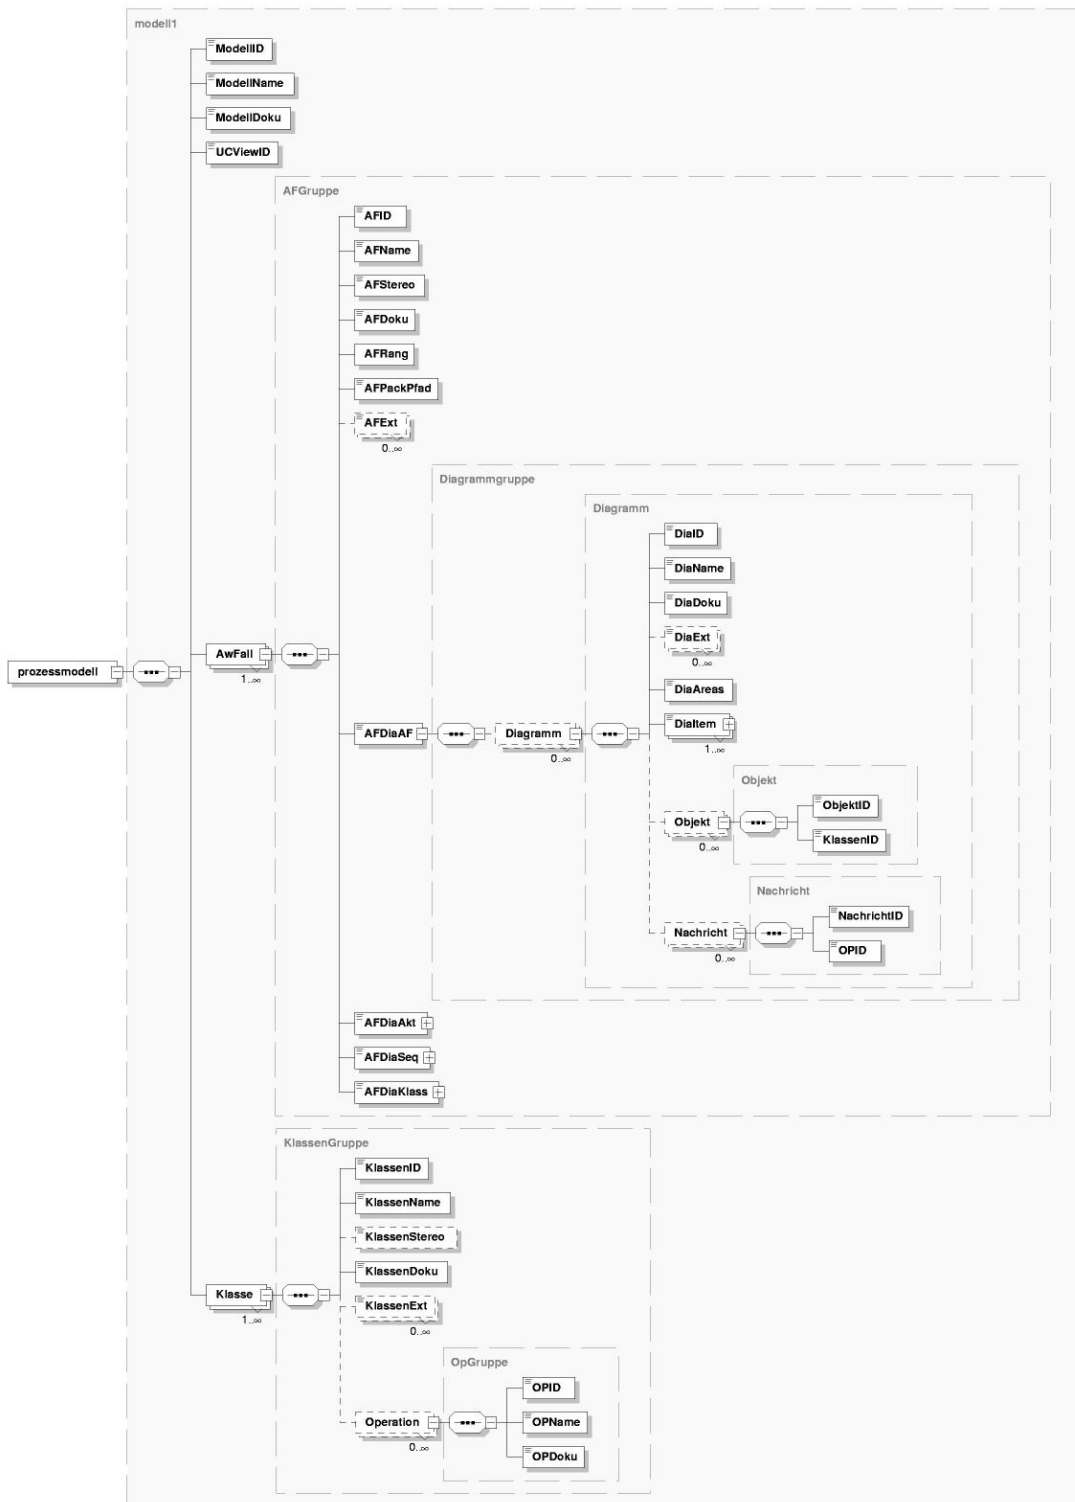 modell1
ModellID
ModellName
ModellDoku
UCViewID
AFGruppe
AFID
AFName
AFStereo
AFDoku
AFRang
AFPackPfad
AFExt
0..∞
Diagrammgruppe
Diagramm
DiaID
DiaName
DiaDoku
DiaExt
0..∞
prozessmodell
AwFall
1..∞
DiaAreas
AFDiaAF
Diagramm
0..∞
DiaItem
1..∞
Objekt
Objekt
0..∞
ObjektID
KlassenID
Nachricht
Nachricht
0..∞
NachrichtID
OPID
AFDiaAkt
AFDiaSeq
AFDiaKlass
KlassenGruppe
KlassenID
KlassenName
KlassenStereo
KlassenDoku
Klasse
1..∞
KlassenExt
0..∞
OpGruppe
OPID
Operation
0..∞
OPName
OPDoku